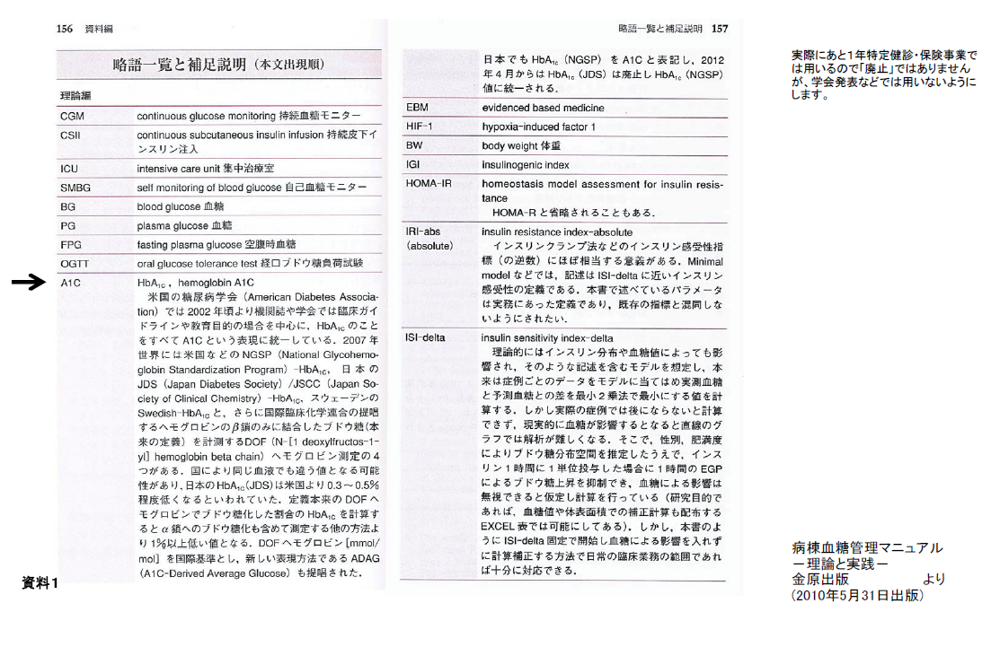 156 資料編
略語一覧と補足説明（本文出現順）
理論編
CGM continuous glucose monitoring 持続血糖モニター
CSII continuous subcutaneous insulin infusion 持続皮下イ
ンスリン注入
ICU intensive care unit 集中治療室
SMBG self monitoring of blood glucose 自己血糖モニター
BG blood glucose 血糖
PG plasma glucose 血糖
FPG fasting plasma glucose 空腹時血糖
OGTT oral glucose tolerance test 経口ブドウ糖負荷試験
A1C HbA1C，hemoglobin A1C
米国の糖尿病学会（American Diabetes Associa-
tion）では 2002 年頃より機関誌や学会では臨床ガイ
ドラインや教育目的の場合を中心に，HbA1C のこと
をすべて A1C という表現に統一している．2007 年
世界には米国などの NGSP（National Glycohemo-
globin Standardization Program）-HbA1C，日本の
JDS（Japan Diabetes Society）/JSCC（Japan So-
ciety of Clinical Chemistry）-HbA1C，スウェーデンの
Swedish-HbA1C と，さらに国際臨床化学連合の提唱
するヘモグロビンのβ鎖のみに結合したブドウ糖(本
来の定義）を計測するDOF（N-[1 deoxylfructos-1-
yl] hemoglobin beta chain）ヘモグロビン測定の 4
つがある．国により同じ血液でも違う値となる可能
性があり，日本のHbA1C(JDS)は米国より 0.3～0.5%
程度低くなるといわれていた．定義本来の DOF ヘ
モグロビンでブドウ糖化した割合の HbA1C を計算す
るとα鎖へのブドウ糖化も含めて測定する他の方法よ
り 1%以上低い値となる．DOF ヘモグロビン［mmol/
mol］を国際基準とし，新しい表現方法である ADAG
（A1C-Derived Average Glucose）も提唱された．
資料1
略語一覧と補足説明 157
日本でも HbA1C（NGSP）を A1C と表記し，2012
年 4 月からは HbA1C（JDS）は廃止し HbA1C（NGSP）
値に統一される．
EBM evidenced based medicine
HIF-1 hypoxia-induced factor 1
BW body weight 体重
IGI insulinogenic index
HOMA-IR homeostasis model assessment for insulin resis-
tance
HOMA-R と省略されることもある．
IRI-abs insulin resistance index-absolute
(absolute) インスリンクランプ法などのインスリン感受性指
標（の逆数）にほぼ相当する意義がある．Minimal
model などでは，記述は ISI-delta に近いインスリン
感受性の定義である．本書で述べているパラメータ
は実務にあった定義であり，既存の指標と混同しな
いようにされたい．
ISI-delta insulin sensitivity index-delta
理論的にはインスリン分布や血糖値によっても影
響され，そのような記述を含むモデルを想定し，本
来は症例ごとのデータをモデルに当てはめ実測血糖
と予測血糖との差を最小 2 乗法で最小にする値を計
算する．しかし実際の症例では後にならないと計算
できず，現実的に血糖が影響するとなると直線のグ
ラフでは解析が難しくなる．そこで，性別，肥満度
によりブドウ糖分布空間を推定したうえで，インス
リン 1 時間に 1 単位投与した場合に 1 時間の EGP
によるブドウ糖上昇を抑制でき，血糖による影響は
無視できると仮定し計算を行っている（研究目的で
あれば，血糖値や体表面積での補正計算も配布する
EXCEL 表では可能にしてある）．しかし，本書のよ
うに ISI-delta 固定で開始し血糖による影響を入れず
に計算補正する方法で日常の臨床業務の範囲であれ
ば十分に対応できる．
実際にあと1年特定健診・保険事業で
は用いるので「廃止」ではありません
が、学会発表などでは用いないように
します。
病棟血糖管理マニュアル
－理論と実践－
金原出版 より
(2010年5月31日出版)